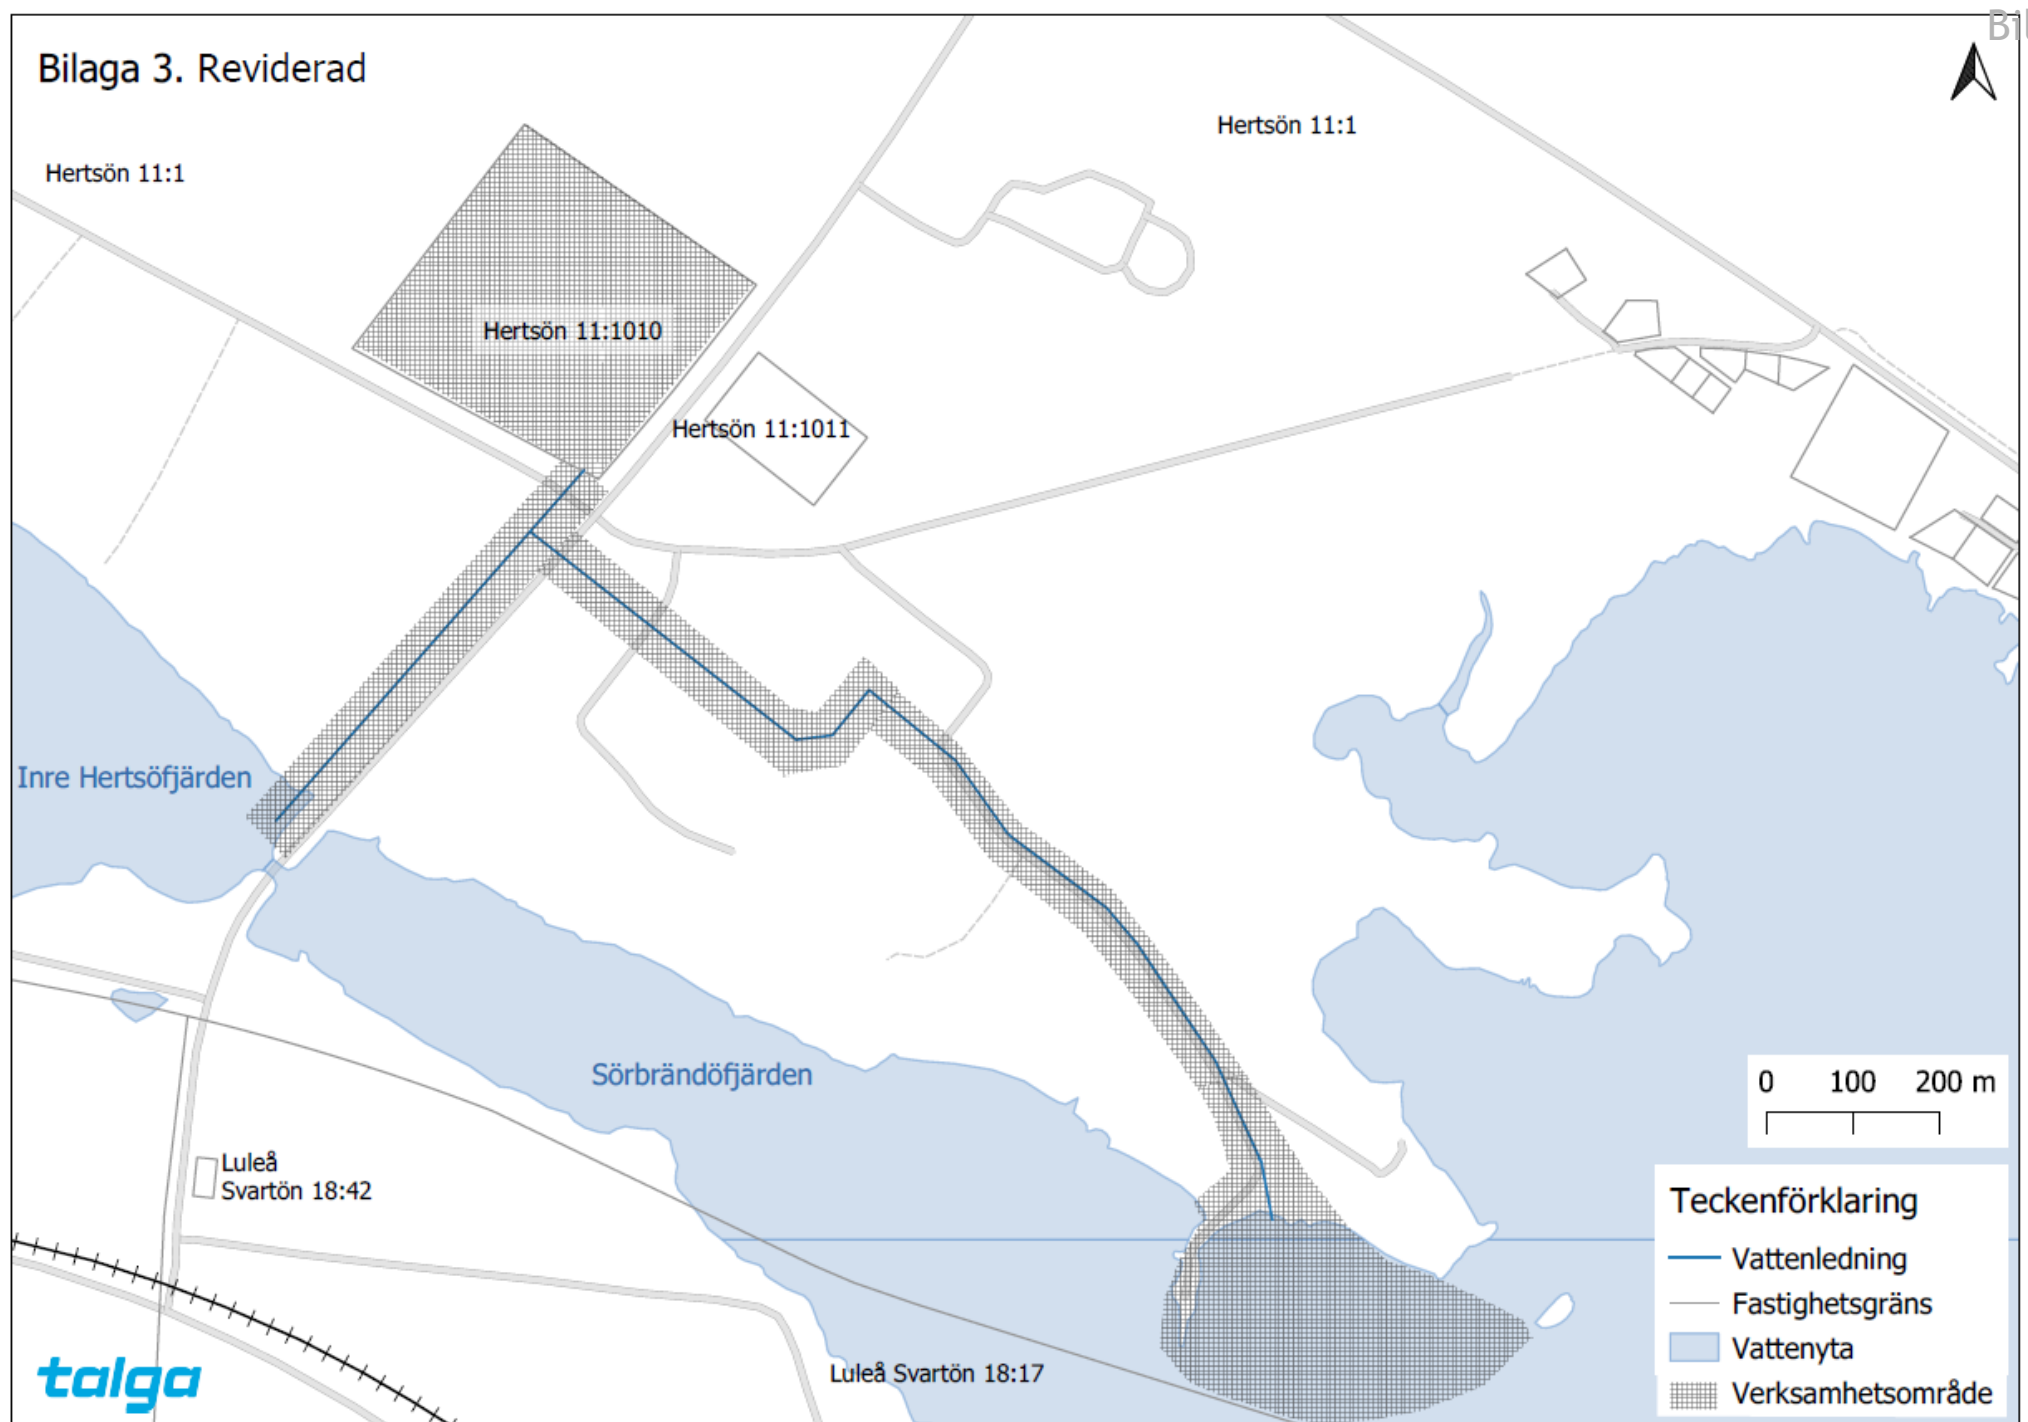 Bilaga 3. Reviderad
Hertsön 11:1
Hertsön 11:1
Hertsön 11:1010
Hertsön 11:1011
Inre Hertsöfjärden
Sörbrändöfjärden
0 100 200 m
Luleå
Svartön 18:42
Luleå Svartön 18:17
Teckenförklaring
Vattenledning
Fastighetsgräns
Vattenyta
Verksamhetsområde
talga